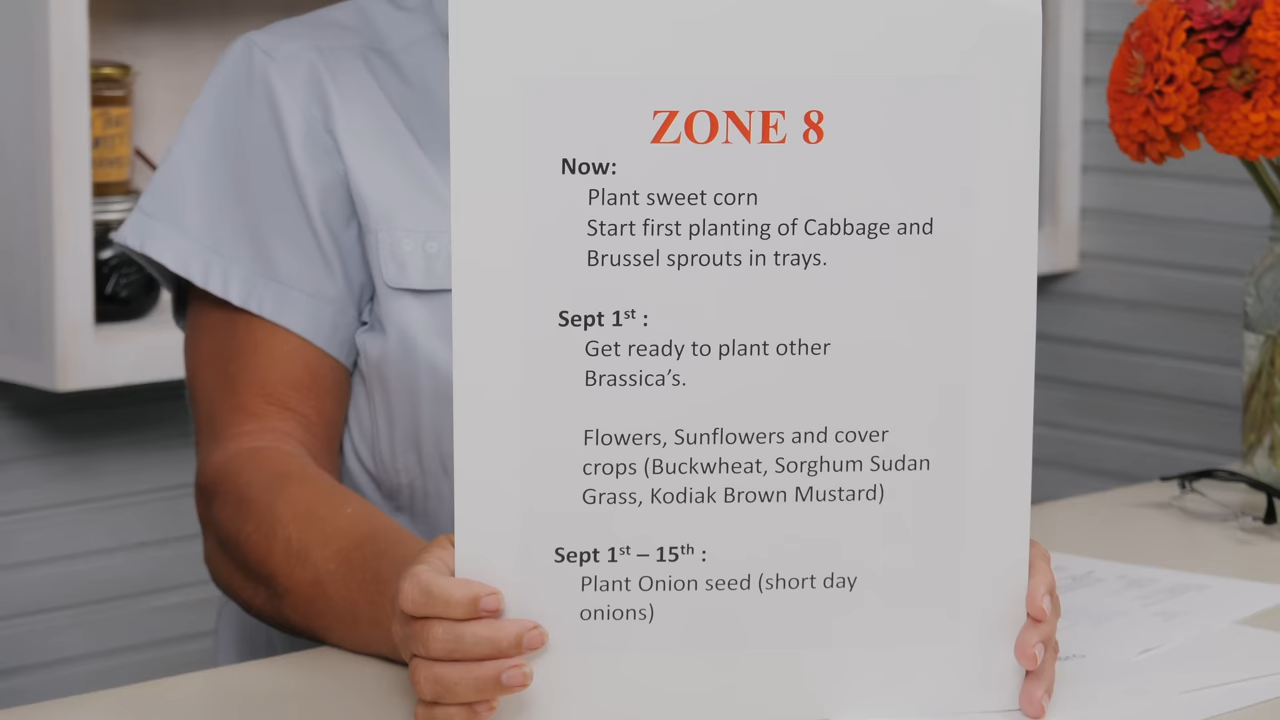 ZONE 8
Now:
Plant sweet corn
Start first planting of Cabbage and
Brussel sprouts in trays.
Sept 1st :
Get ready to plant other
Brassica's.
Flowers, Sunflowers and cover
crops (Buckwheat, Sorghum Sudan
Grass, Kodiak Brown Mustard)
Sept 1st – 15th :
Plant Onion seed (short day
onions)